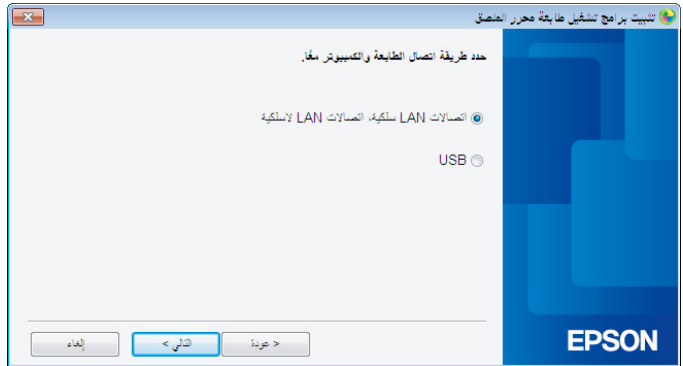 تثبيت برامج تشغيل طابعة محرر الملصق
حدد طريقة اتصال الطابعة والكمبيوتر معًا.
اتصالات LAN سلكية، اتصالات LAN لاسلكية
USB
< عودة
التالي >
إلغاء
EPSON